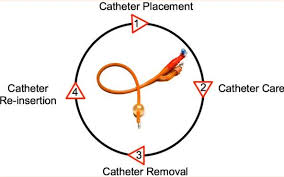 Catheter Placement
1
2
Catheter Care
3
Catheter Removal
4
Catheter
Re-insertion